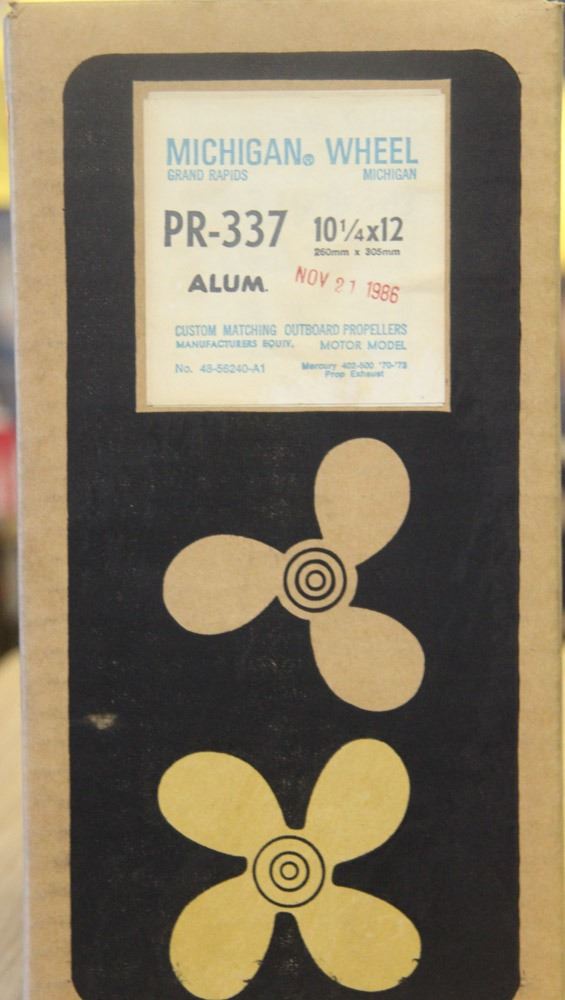 MICHIGAN® WHEEL
GRAND RAPIDS MICHIGAN
PR-337 10¼x12
260mm x 305mm
ALUM. NOV 21 1986
CUSTOM MATCHING OUTBOARD PROPELLERS
MANUFACTURERS EQUIV. MOTOR MODEL
No. 48-56240-A1 Mercury 402-500 '70-'73
Prop Exhaust